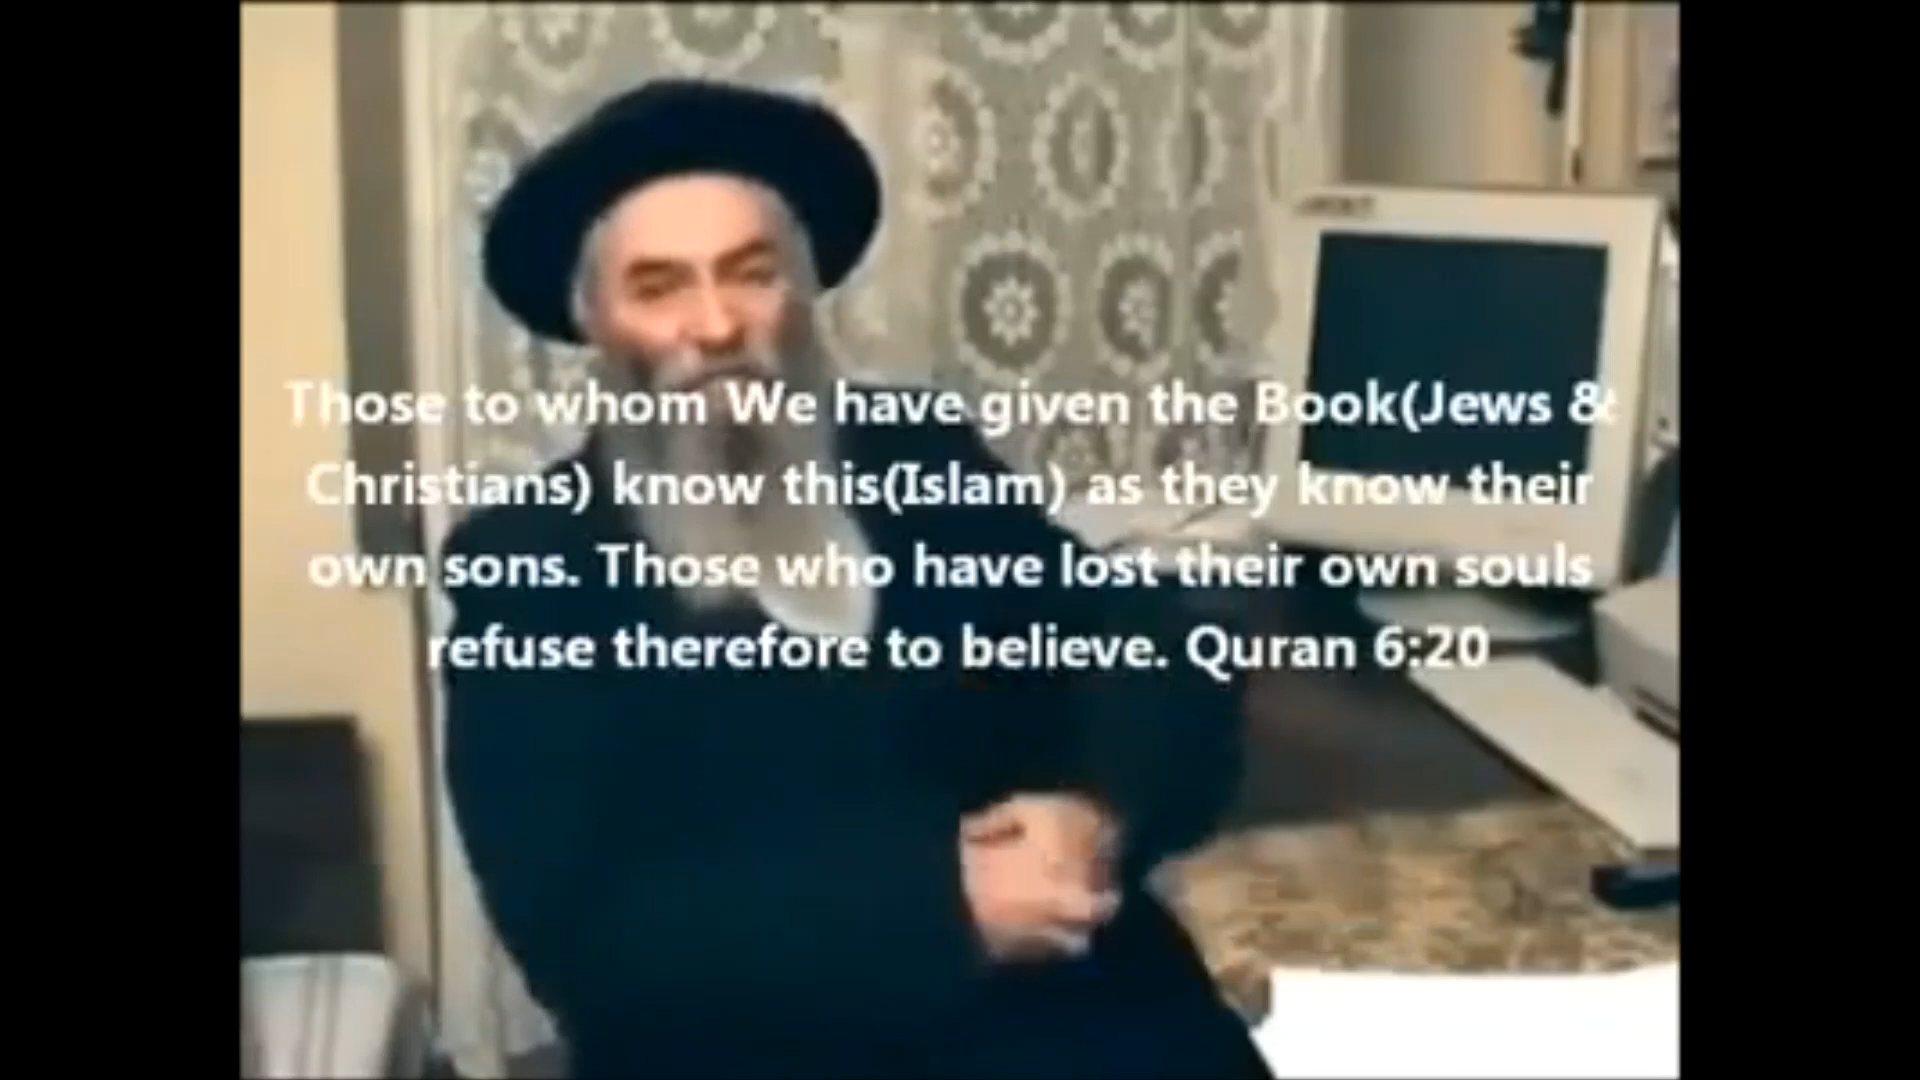 Those to whom We have given the Book(Jews &
Christians) know this(Islam) as they know their
own sons. Those who have lost their own souls
refuse therefore to believe. Quran 6:20